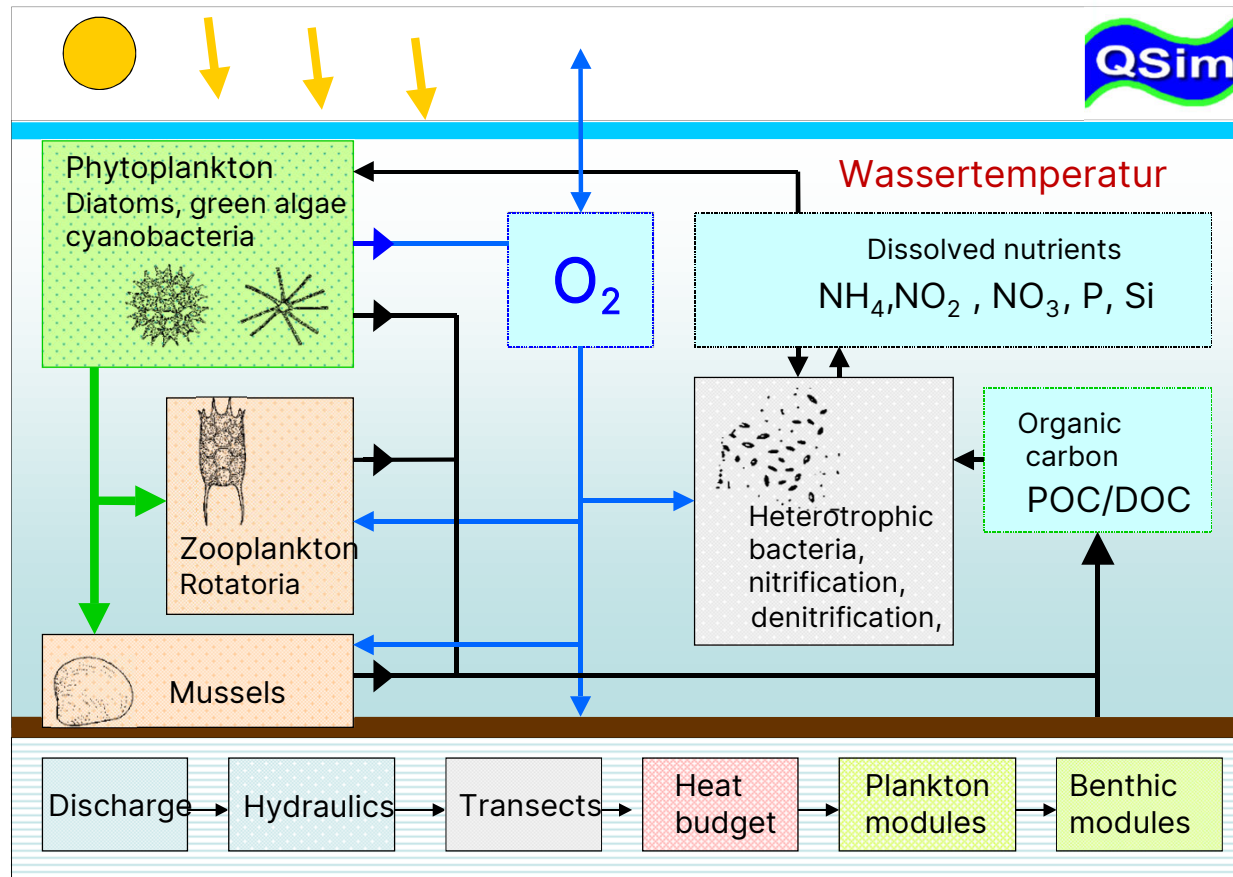 QSim
Phytoplankton
Diatoms, green algae
cyanobacteria
Wassertemperatur
O₂
Dissolved nutrients
NH₄,NO₂ , NO₃, P, Si
Organic
carbon
POC/DOC
Heterotrophic
bacteria,
nitrification,
denitrification,
Zooplankton
Rotatoria
Mussels
Discharge
Hydraulics
Transects
Heat
budget
Plankton
modules
Benthic
modules